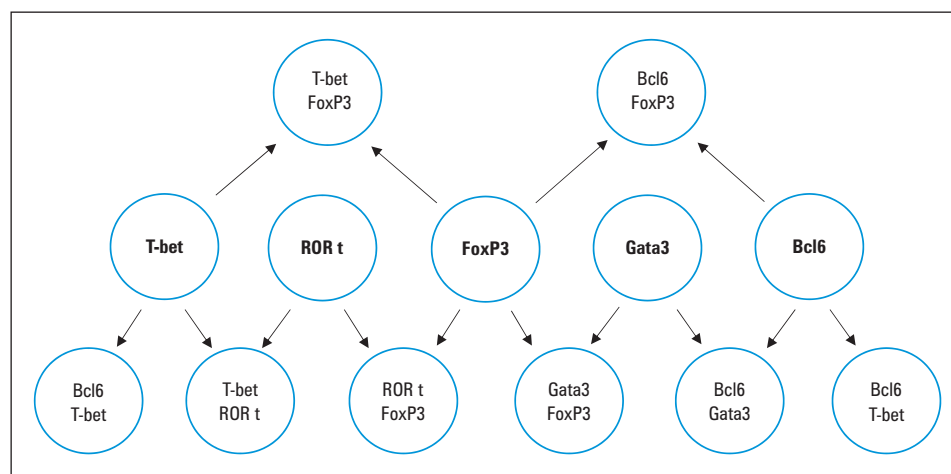 T-bet
FoxP3
Bcl6
FoxP3
T-bet
ROR t
FoxP3
Gata3
Bcl6
Bcl6
T-bet
T-bet
ROR t
ROR t
FoxP3
Gata3
FoxP3
Bcl6
Gata3
Bcl6
T-bet